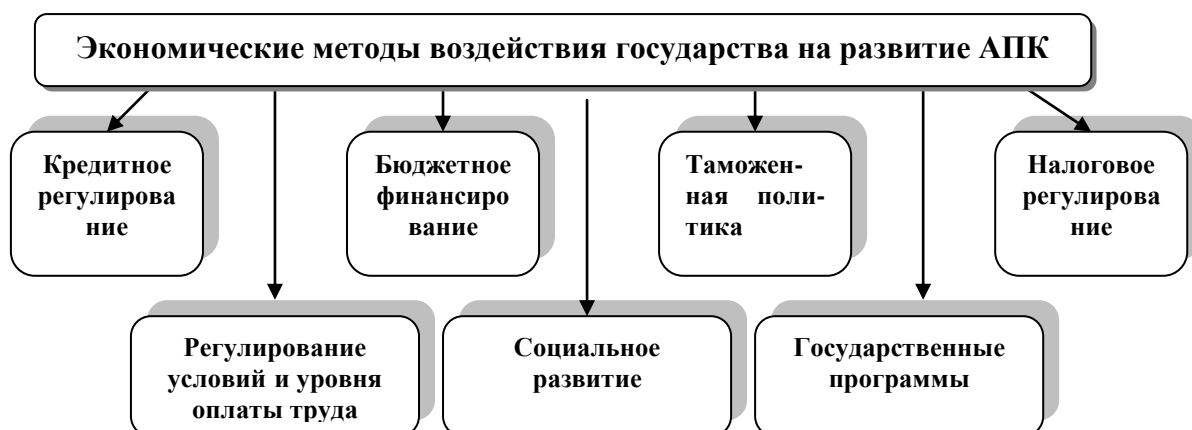 Экономические методы воздействия государства на развитие АПК
Кредитное
регулирова
ние
Бюджетное
финансиро
вание
Таможен-
ная поли-
тика
Налоговое
регулирова
ние
Регулирование
условий и уровня
оплаты труда
Социальное
развитие
Государственные
программы